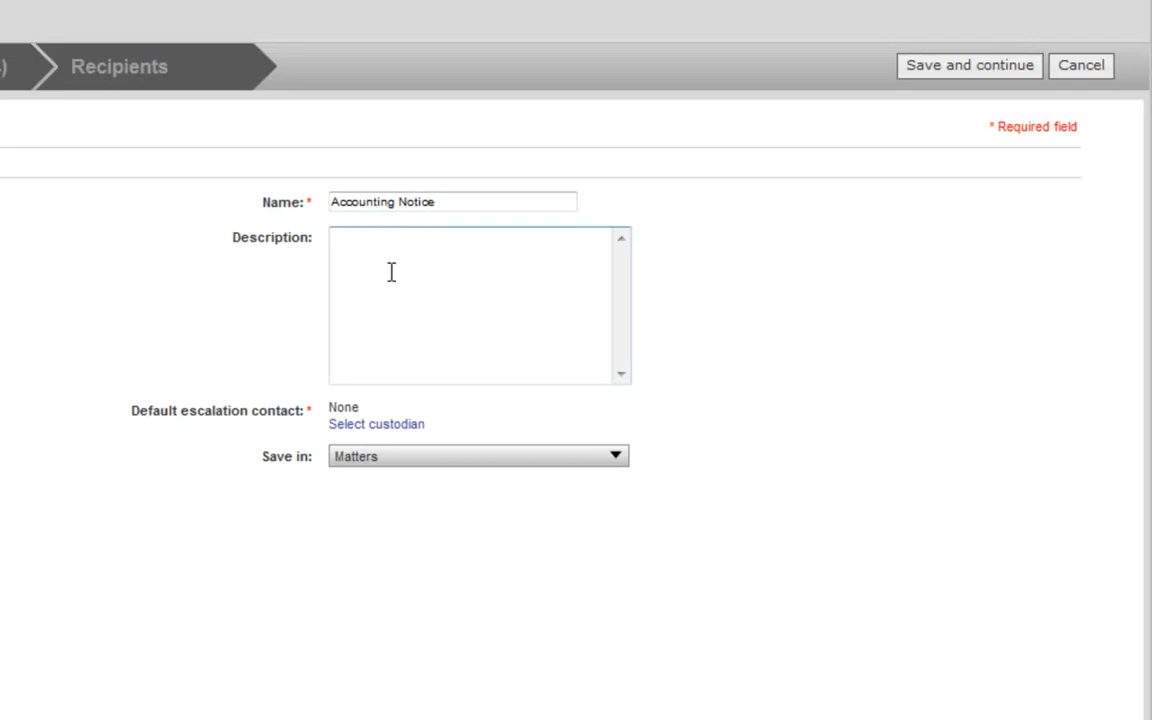 ) Recipients Save and continue Cancel
* Required field
Name: * Accounting Notice
Description:
Default escalation contact: * None
Select custodian
Save in: Matters